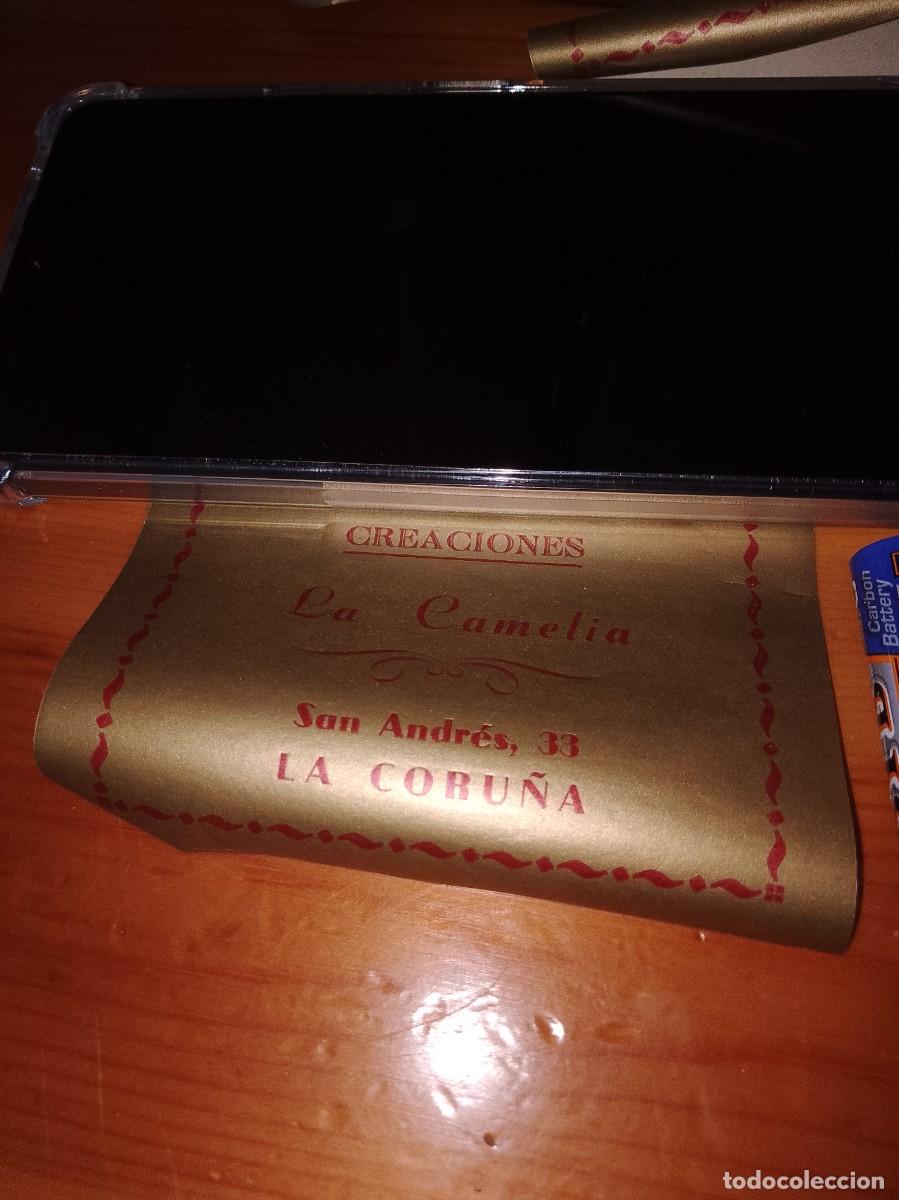 CREACIONES
La Camelia
San Andrés, 33
LA CORUÑA
Carbon
Battery
todocoleccion